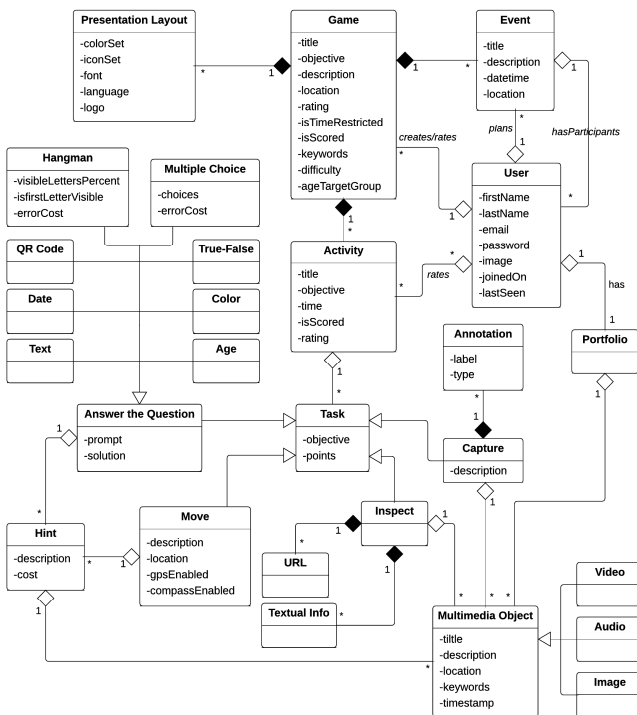 Presentation Layout
-colorSet
-iconSet
-font
-language
-logo
*
1
Game
-title
-objective
-description
-location
-rating
-isTimeRestricted
-isScored
-keywords
-difficulty
-ageTargetGroup
1
*
Event
-title
-description
-datetime
-location
1
*
plans
hasParticipants
1
*
creates/rates
*
1
User
-firstName
-lastName
-email
-password
-image
-joinedOn
-lastSeen
Hangman
-visibleLettersPercent
-isfirstLetterVisible
-errorCost
Multiple Choice
-choices
-errorCost
QR Code
True-False
Date
Color
Text
Age
1
*
Activity
-title
-objective
-time
-isScored
-rating
*
rates
*
1
has
1
Portfolio
1
Annotation
-label
-type
*
1
1
*
Answer the Question
-prompt
-solution
Task
-objective
-points
Capture
-description
1
1
*
Hint
-description
-cost
*
1
1
Move
-description
-location
-gpsEnabled
-compassEnabled
Inspect
1
1
1
*
URL
Textual Info
*
*
*
*
*
Multimedia Object
-tiltle
-description
-location
-keywords
-timestamp
Video
Audio
Image